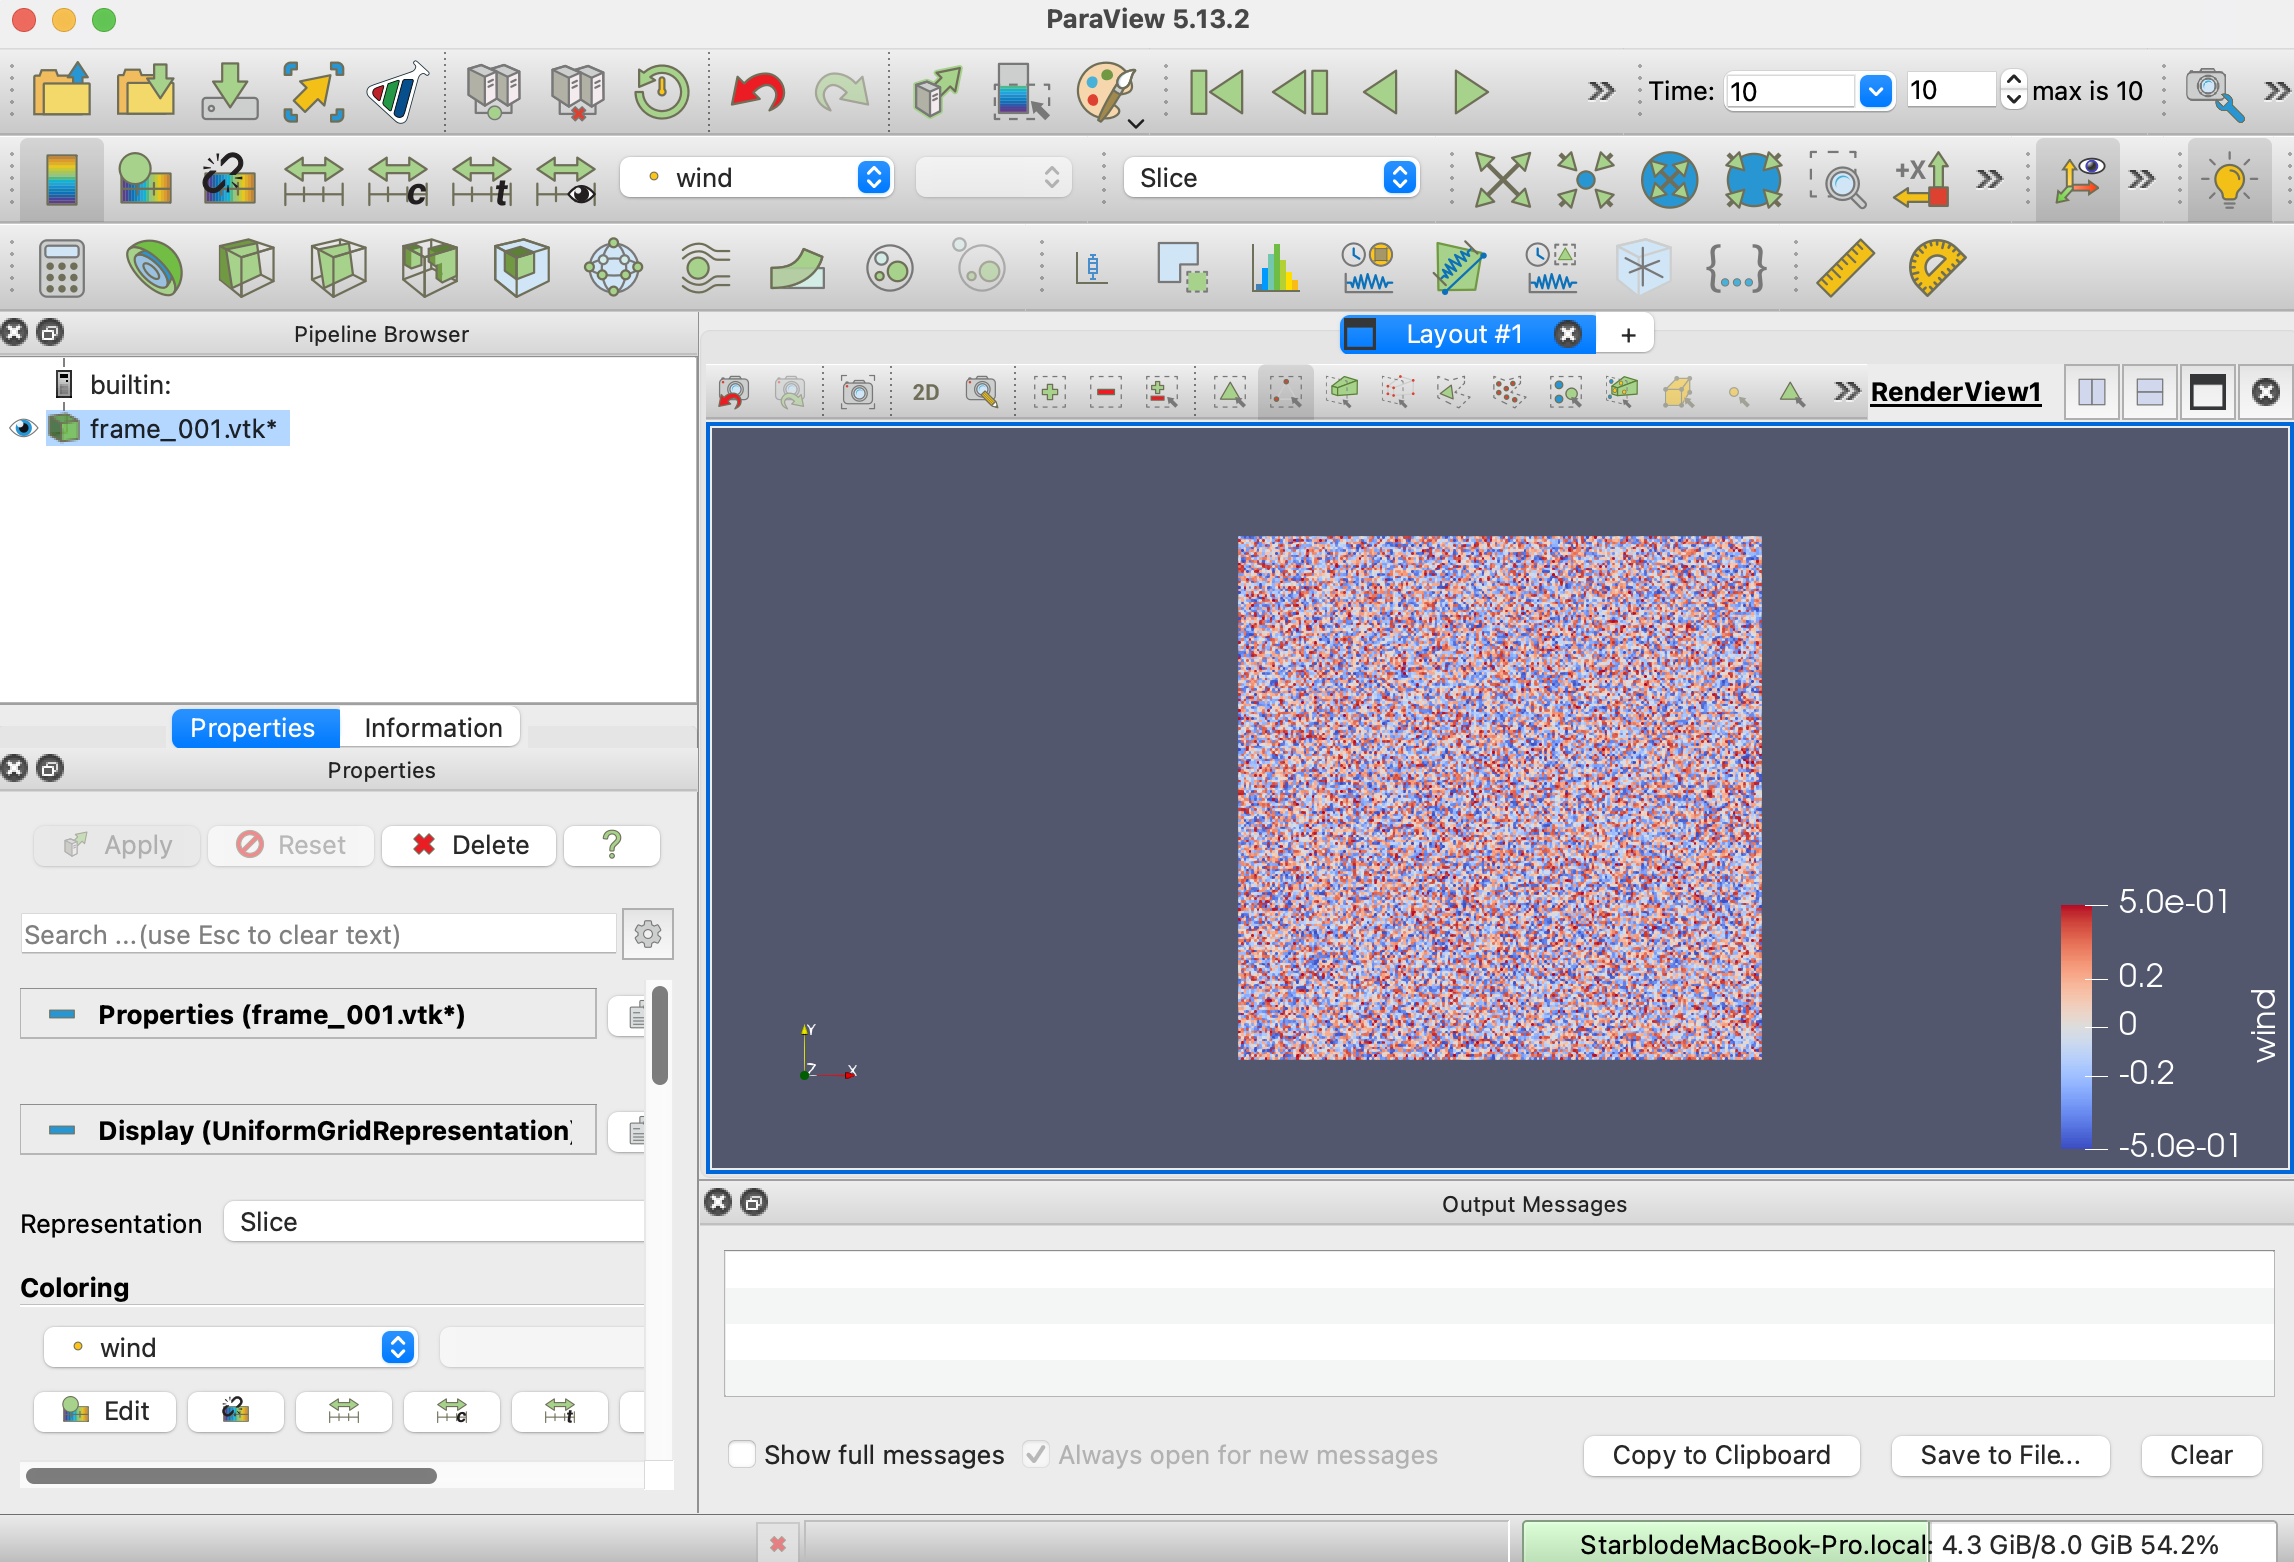 ParaView 5.13.2
Time: 10 10 max is 10
c t wind Slice +X
{...}
Pipeline Browser
Layout #1 +
builtin:
2D RenderView1
frame_001.vtk*
Properties Information
Properties
Apply Reset Delete ?
Search ...(use Esc to clear text)
Properties (frame_001.vtk*)
Display (UniformGridRepresentation)
Representation Slice
Coloring
wind
Edit c t
5.0e-01
0.2
0
-0.2
-5.0e-01
wind
Y
Z X
Output Messages
Show full messages Always open for new messages Copy to Clipboard Save to File... Clear
StarblodeMacBook-Pro.local: 4.3 GiB/8.0 GiB 54.2%